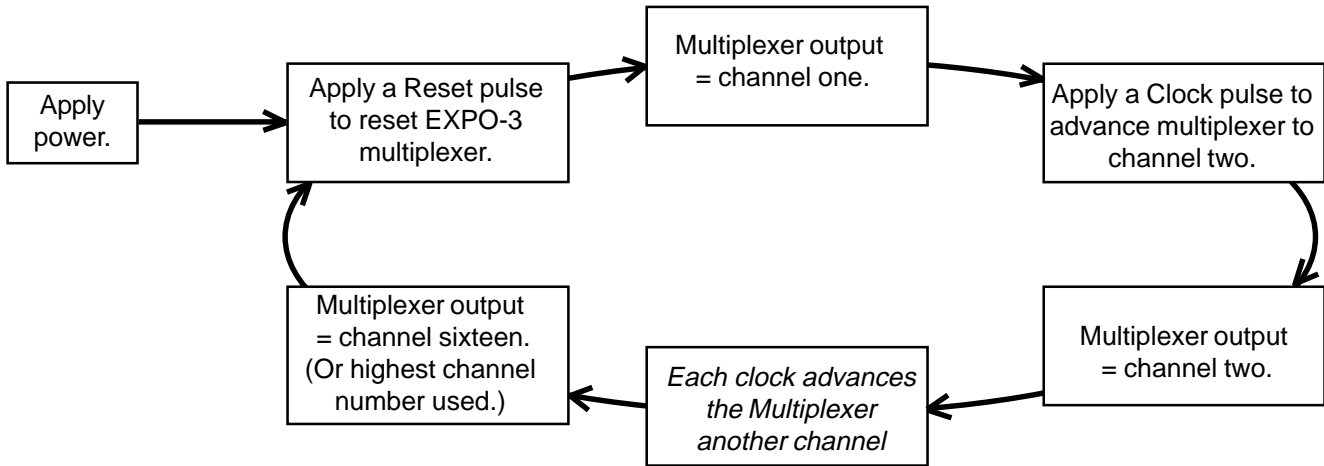 Apply
power.
Apply a Reset pulse
to reset EXPO-3
multiplexer.
Multiplexer output
= channel one.
Apply a Clock pulse to
advance multiplexer to
channel two.
Multiplexer output
= channel two.
Each clock advances
the Multiplexer
another channel
Multiplexer output
= channel sixteen.
(Or highest channel
number used.)